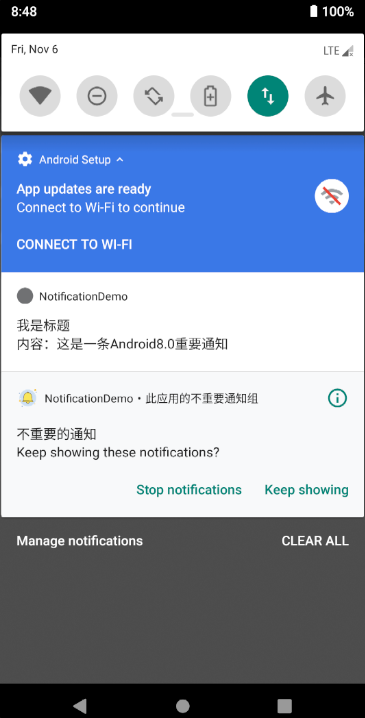 8:48 100%
Fri, Nov 6 LTE
Android Setup
App updates are ready
Connect to Wi-Fi to continue
CONNECT TO WI-FI
NotificationDemo
我是标题
内容：这是一条Android8.0重要通知
NotificationDemo • 此应用的不重要通知组
不重要的通知
Keep showing these notifications?
Stop notifications Keep showing
Manage notifications CLEAR ALL